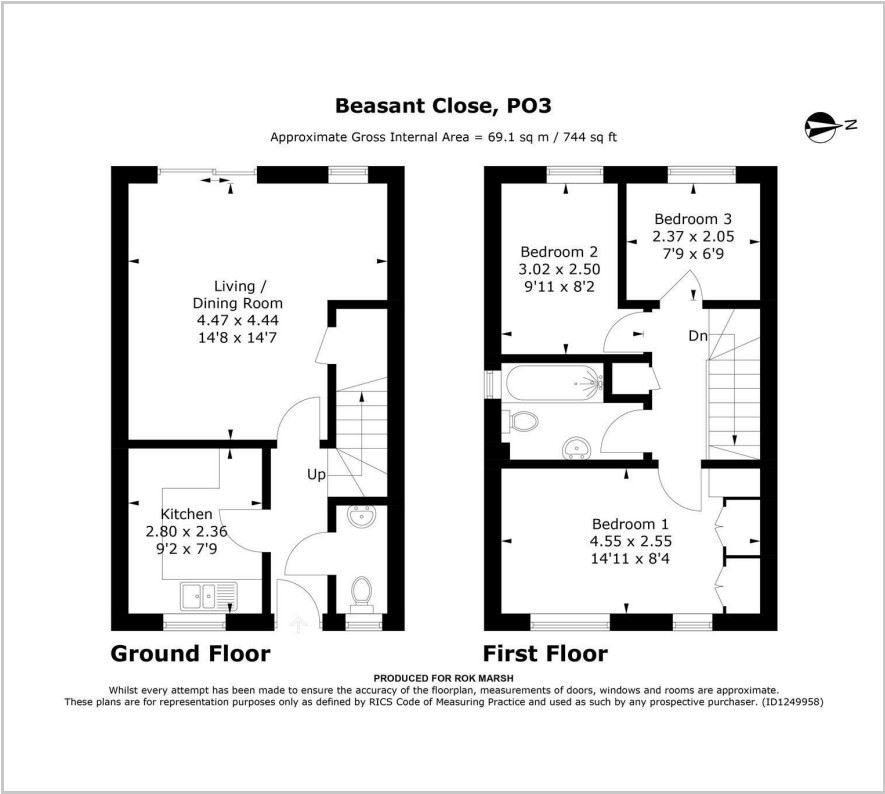 Beasant Close, PO3
Approximate Gross Internal Area = 69.1 sq m / 744 sq ft
N
Living /
Dining Room
4.47 x 4.44
14'8 x 14'7
Up
Kitchen
2.80 x 2.36
9'2 x 7'9
Ground Floor
Bedroom 2
3.02 x 2.50
9'11 x 8'2
Bedroom 3
2.37 x 2.05
7'9 x 6'9
Dn
Bedroom 1
4.55 x 2.55
14'11 x 8'4
First Floor
PRODUCED FOR ROK MARSH
Whilst every attempt has been made to ensure the accuracy of the floorplan, measurements of doors, windows and rooms are approximate.
These plans are for representation purposes only as defined by RICS Code of Measuring Practice and used as such by any prospective purchaser. (ID1249958)